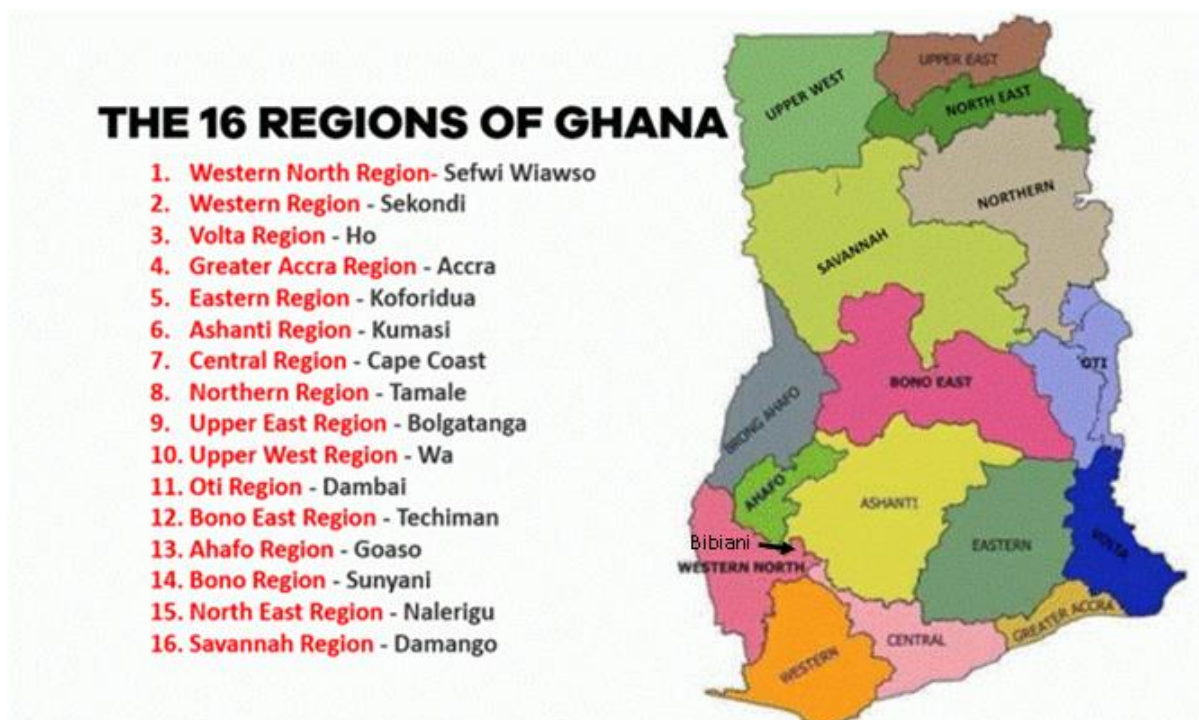 THE 16 REGIONS OF GHANA
1. Western North Region- Sefwi Wiawso
2. Western Region - Sekondi
3. Volta Region - Ho
4. Greater Accra Region - Accra
5. Eastern Region - Koforidua
6. Ashanti Region - Kumasi
7. Central Region - Cape Coast
8. Northern Region - Tamale
9. Upper East Region - Bolgatanga
10. Upper West Region - Wa
11. Oti Region - Dambai
12. Bono East Region - Techiman
13. Ahafo Region - Goaso
14. Bono Region - Sunyani
15. North East Region - Nalerigu
16. Savannah Region - Damango
UPPER EAST
UPPER WEST
NORTH EAST
NORTHERN
SAVANNAH
OTI
BONO EAST
BRONG AHAFO
AHAFO
ASHANTI
EASTERN
VOLTA
Bibiani
WESTERN NORTH
GREATER ACCRA
CENTRAL
WESTERN